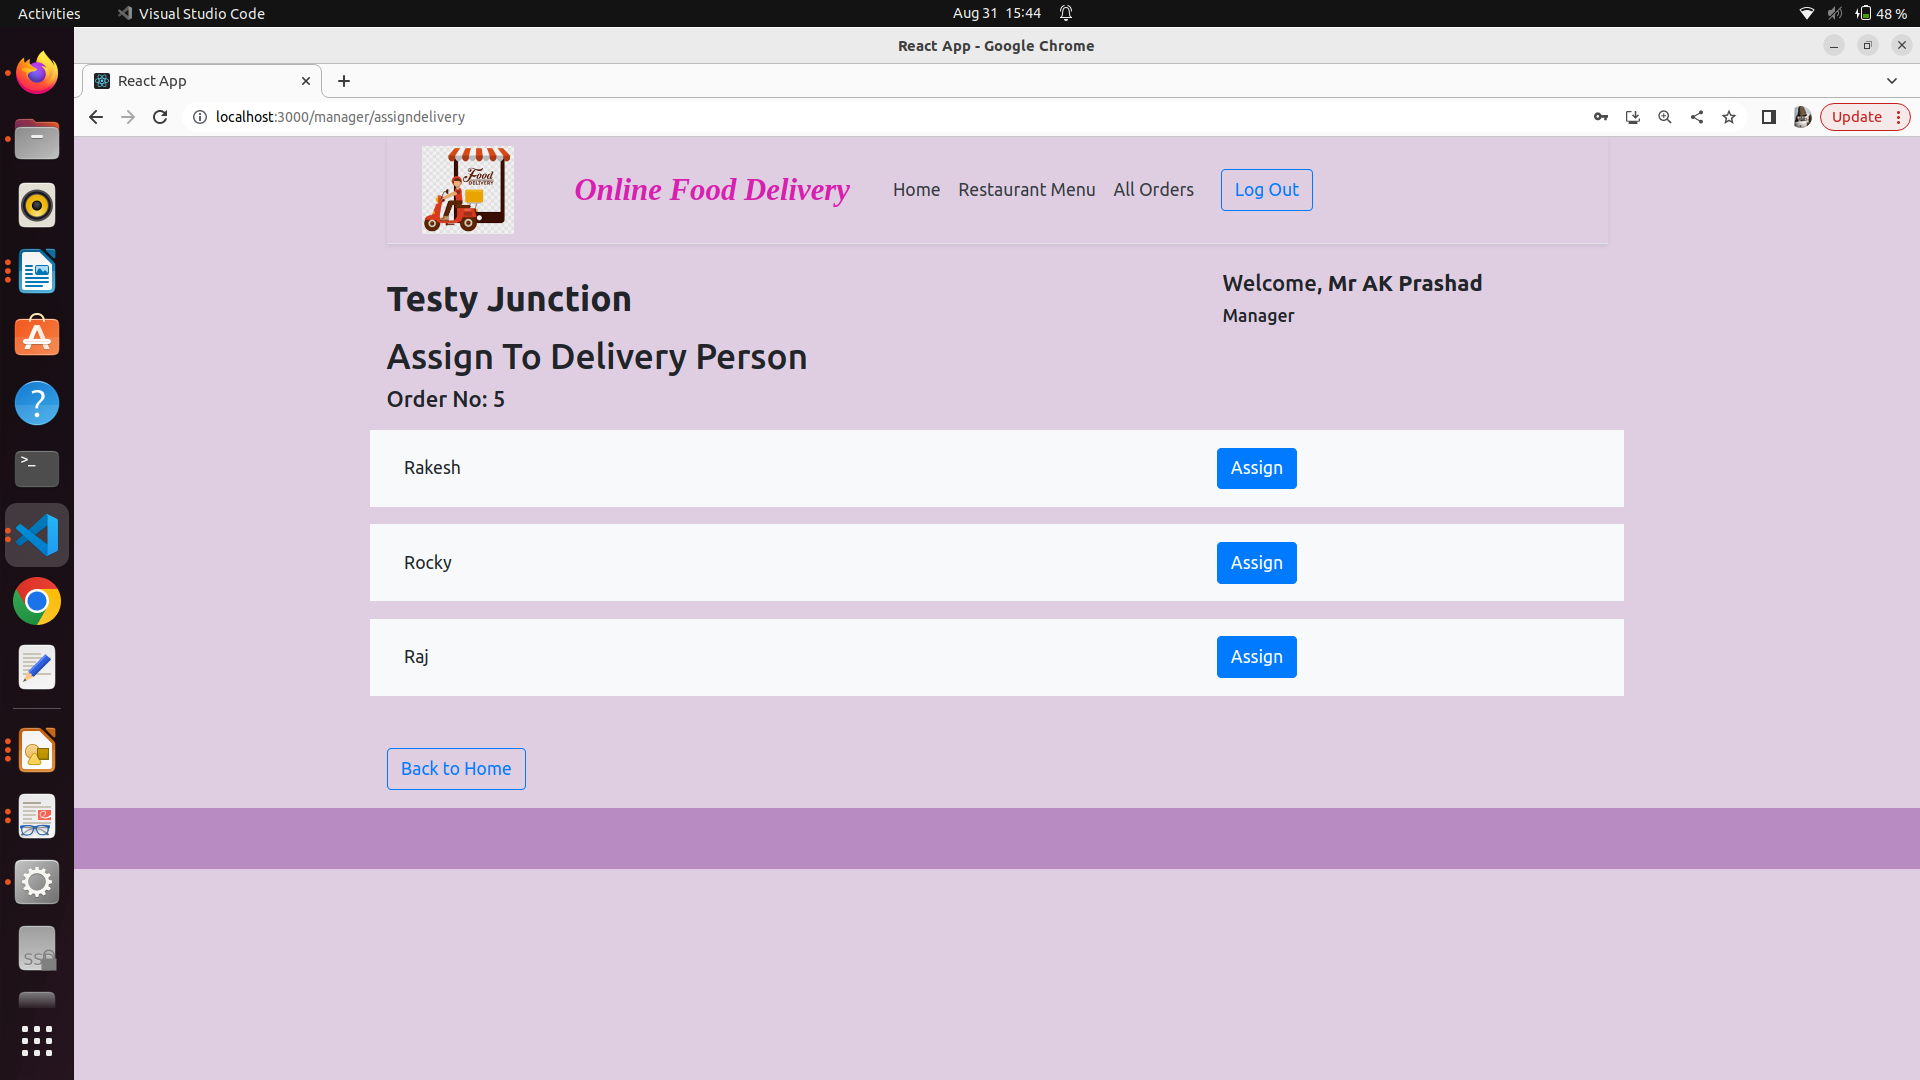 Activities Visual Studio Code Aug 31 15:44 48 %
React App - Google Chrome
React App
localhost:3000/manager/assigndelivery Update
Food
DELIVERY
Online Food Delivery Home Restaurant Menu All Orders Log Out
Testy Junction
Welcome, Mr AK Prashad
Manager
Assign To Delivery Person
Order No: 5
Rakesh Assign
Rocky Assign
Raj Assign
Back to Home